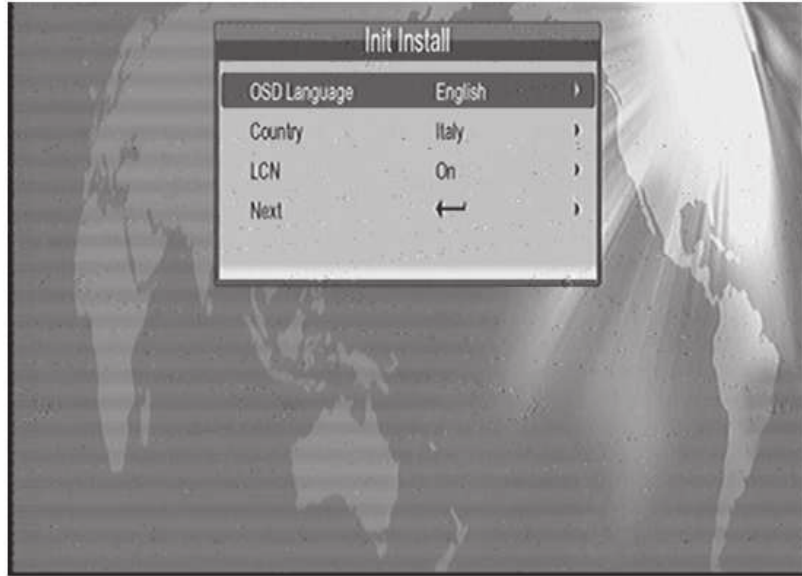 Init Install
OSD Language English
Country Italy
LCN On
Next